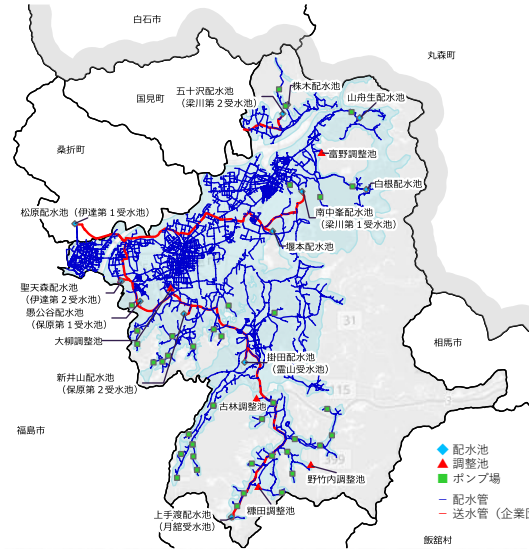 白石市
丸森町
国見町
五十沢配水池
（梁川第２受水池）
株木配水池
山舟生配水池
桑折町
富野調整池
白根配水池
松原配水池（伊達第１受水池）
南中峯配水池
（梁川第１受水池）
堰本配水池
聖天森配水池
（伊達第２受水池）
愚公谷配水池
（保原第１受水池）
大柳調整池
31
相馬市
掛田配水池
（霊山受水池）
新井山配水池
（保原第２受水池）
115
古林調整池
福島市
399
野竹内調整池
糠田調整池
上手渡配水池
（月舘受水池）
飯舘村
配水池
調整池
ポンプ場
配水管
送水管（企業団